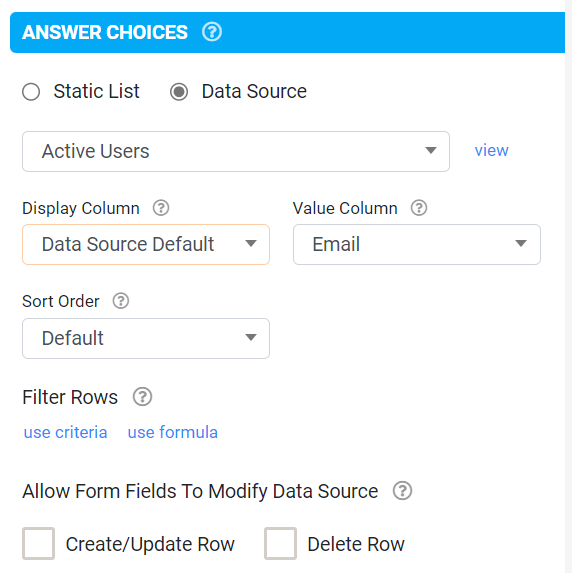 ANSWER CHOICES ?
Static List Data Source
Active Users view
Display Column ? Value Column ?
Data Source Default Email
Sort Order ?
Default
Filter Rows ?
use criteria use formula
Allow Form Fields To Modify Data Source ?
Create/Update Row Delete Row